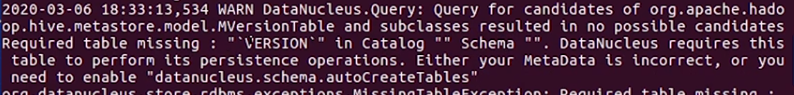 2020-03-06 18:33:13,534 WARN DataNucleus.Query: Query for candidates of org.apache.hado
op.hive.metastore.model.MVersionTable and subclasses resulted in no possible candidates
Required table missing : "`VERSION`" in Catalog "" Schema "". DataNucleus requires this
table to perform its persistence operations. Either your MetaData is incorrect, or you
need to enable "datanucleus.schema.autoCreateTables"
org.datanucleus.store.rdbms.exceptions.MissingTableException: Required table missing :